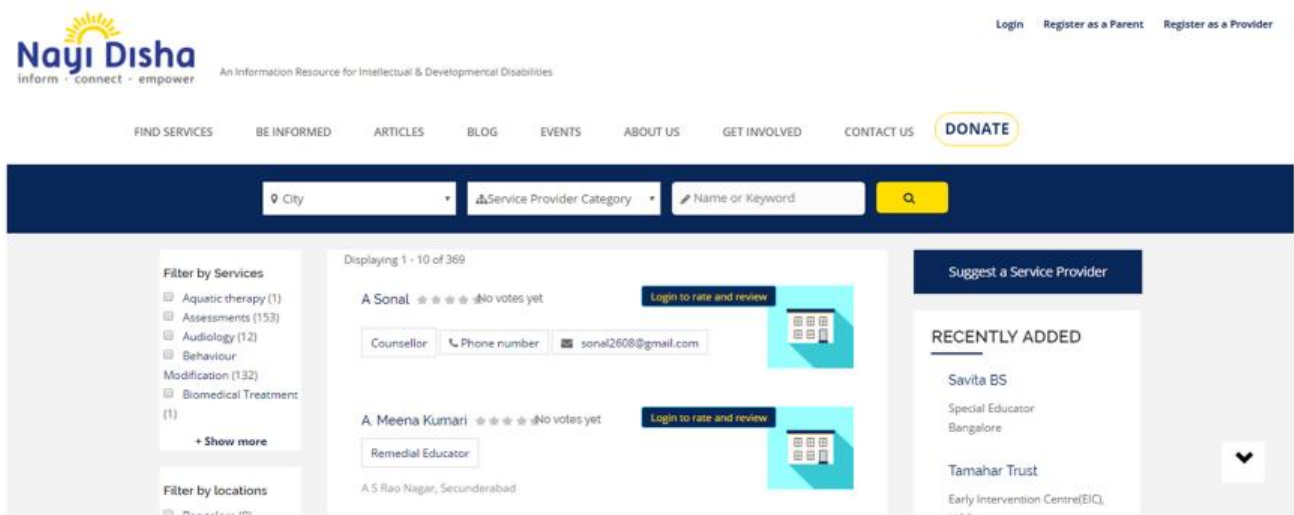 Login Register as a Parent Register as a Provider
Nayi Disha
inform · connect · empower
An Information Resource for Intellectual & Developmental Disabilities
FIND SERVICES BE INFORMED ARTICLES BLOG EVENTS ABOUT US GET INVOLVED CONTACT US DONATE
City Service Provider Category Name or Keyword
Filter by Services
Aquatic therapy (1)
Assessments (153)
Audiology (12)
Behaviour
Modification (132)
Biomedical Treatment
(1)
+ Show more
Filter by locations
Displaying 1 - 10 of 369
A Sonal No votes yet Login to rate and review
Counsellor Phone number sonal2608@gmail.com
A. Meena Kumari No votes yet Login to rate and review
Remedial Educator
A S Rao Nagar, Secunderabad
Suggest a Service Provider
RECENTLY ADDED
Savita BS
Special Educator
Bangalore
Tamahar Trust
Early Intervention Centre(EIC),